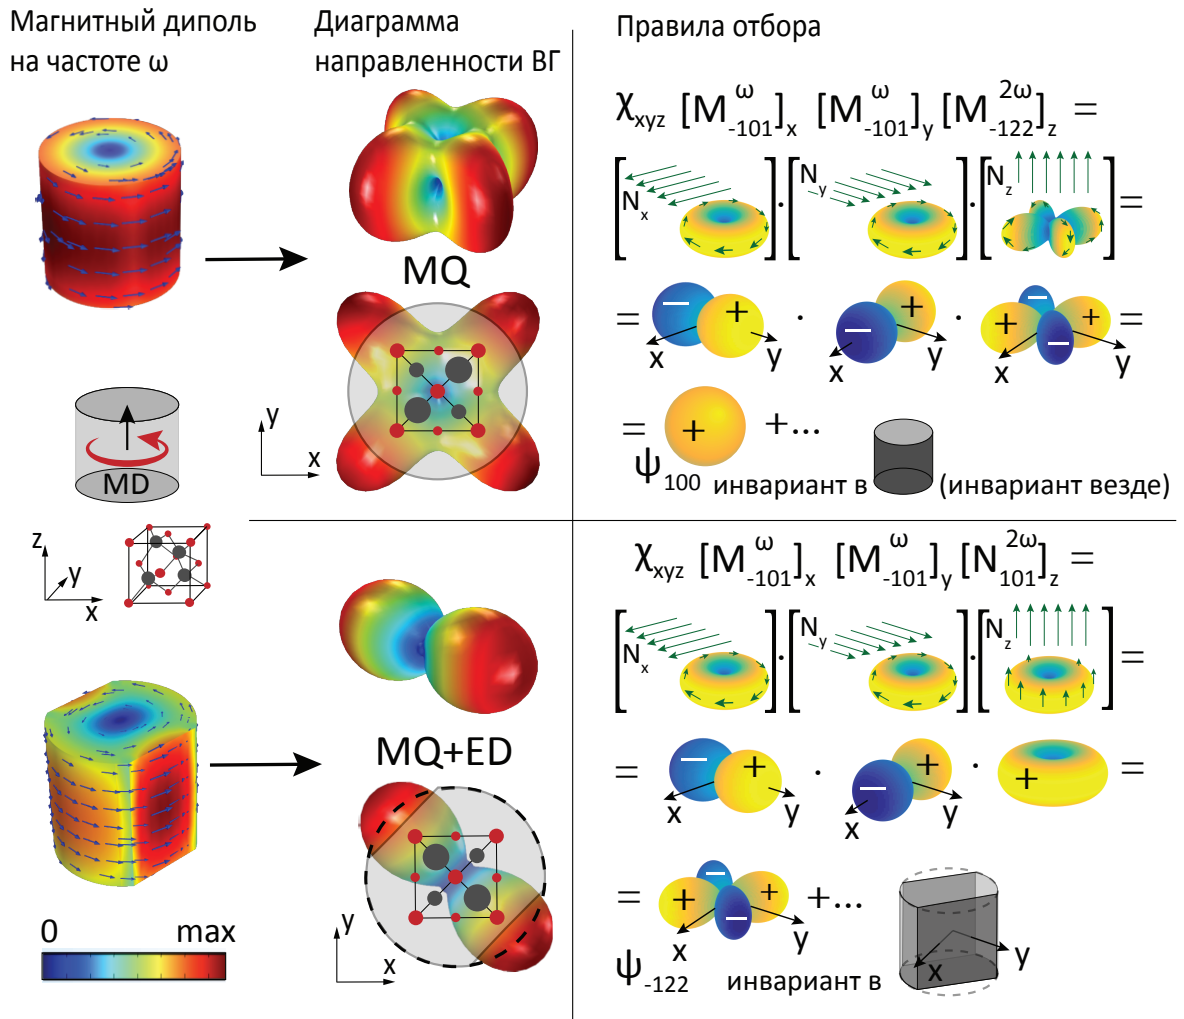 Магнитный диполь
на частоте ω
Диаграмма
направленности ВГ
Правила отбора
χxyz [M^ω_-101]x [M^ω_-101]y [M^2ω_-122]z =
[Nx] · [Ny] · [Nz] =
= − + x y · − + x y · − + + − x y =
= + +...
ψ100 инвариант в (инвариант везде)
MQ
y
x
MD
z
y
x
χxyz [M^ω_-101]x [M^ω_-101]y [N^2ω_101]z =
[Nx] · [Ny] · [Nz] =
= − + x y · − + x y · + =
= − + + − x y +...
ψ-122 инвариант в x y
MQ+ED
y
x
0 max